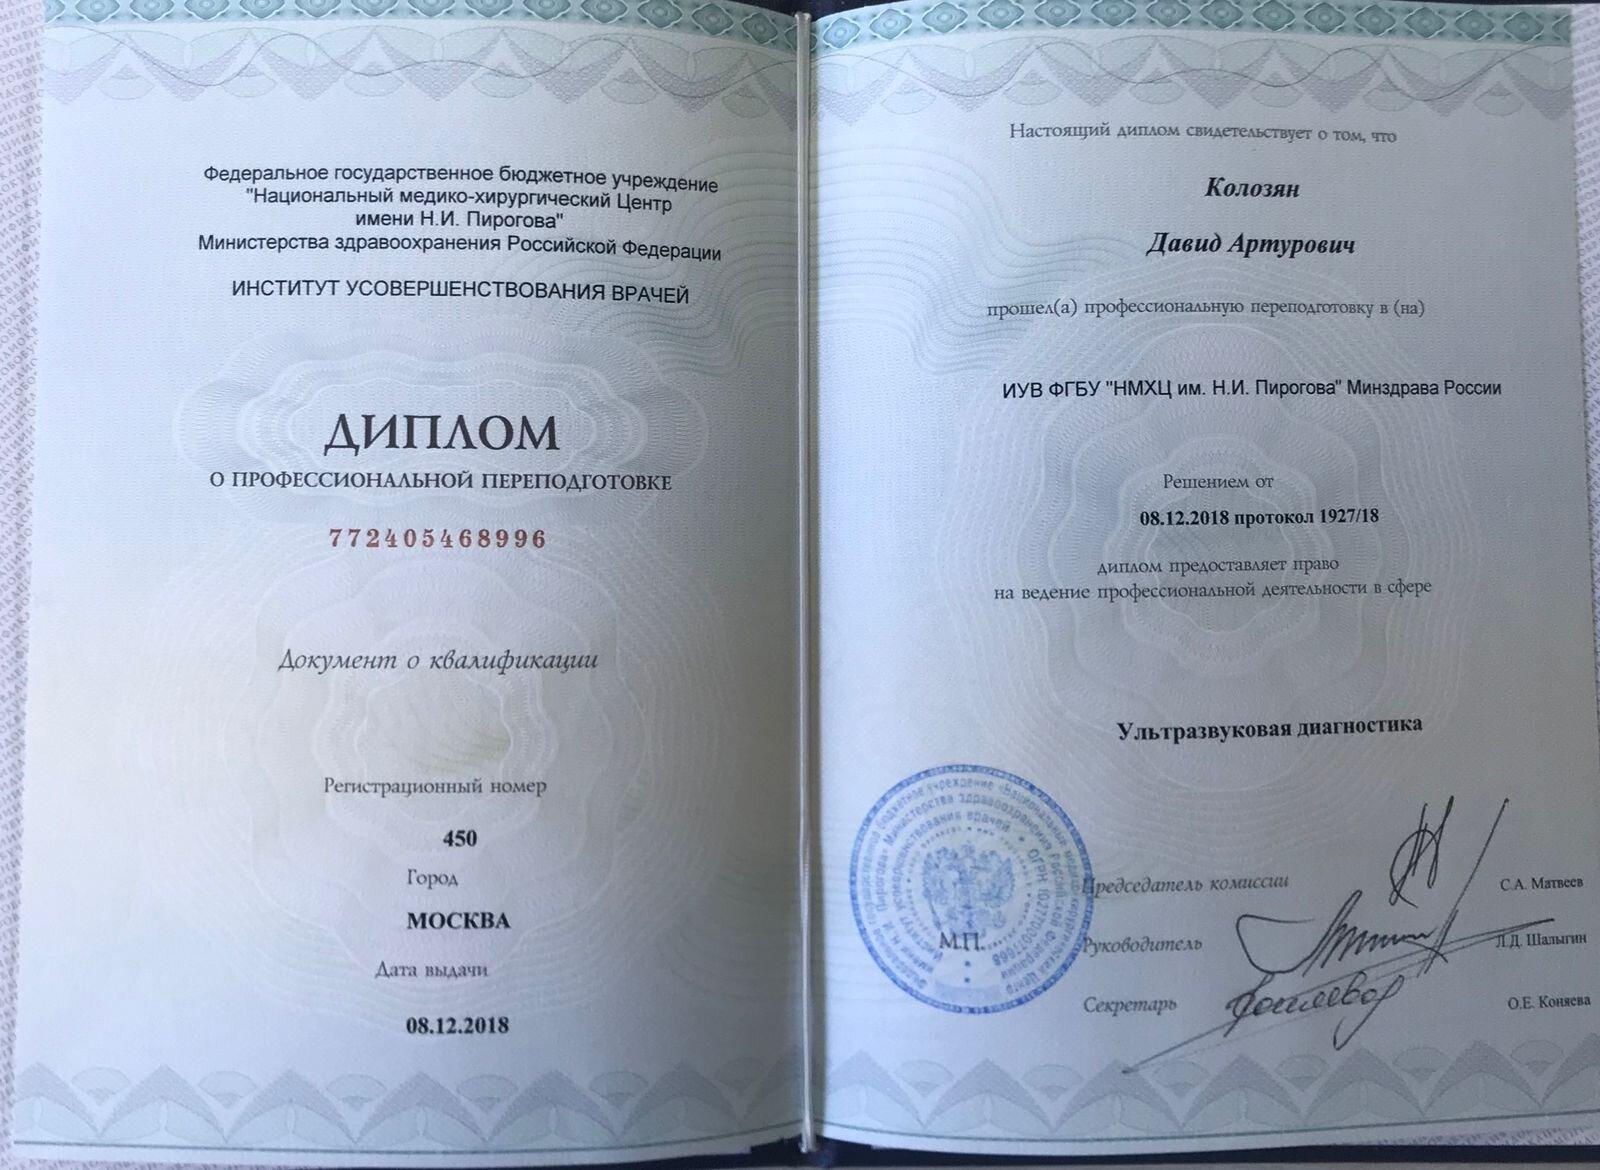 Федеральное государственное бюджетное учреждение
"Национальный медико-хирургический Центр
имени Н.И. Пирогова"
Министерства здравоохранения Российской Федерации
ИНСТИТУТ УСОВЕРШЕНСТВОВАНИЯ ВРАЧЕЙ
ДИПЛОМ
О ПРОФЕССИОНАЛЬНОЙ ПЕРЕПОДГОТОВКЕ
772405468996
Документ о квалификации
Регистрационный номер
450
Город
МОСКВА
Дата выдачи
08.12.2018
Настоящий диплом свидетельствует о том, что
Колозян
Давид Артурович
прошел(а) профессиональную переподготовку в (на)
ИУВ ФГБУ "НМХЦ им. Н.И. Пирогова" Минздрава России
Решением от
08.12.2018 протокол 1927/18
диплом предоставляет право
на ведение профессиональной деятельности в сфере
Ультразвуковая диагностика
Председатель комиссии
С.А. Матвеев
М.П.
Руководитель
Л.Д. Шалыгин
Секретарь
О.Е. Коняева